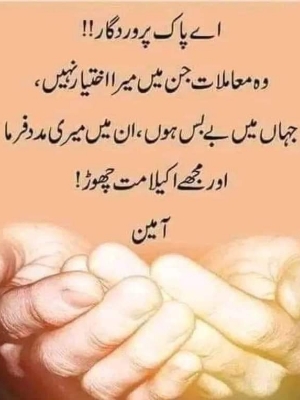 اے پاک پروردگار!!
وہ معاملات جن میں میرا اختیار نہیں،
جہاں میں بے بس ہوں، ان میں میری مدد فرما
اور مجھے اکیلا مت چھوڑ!
آمین